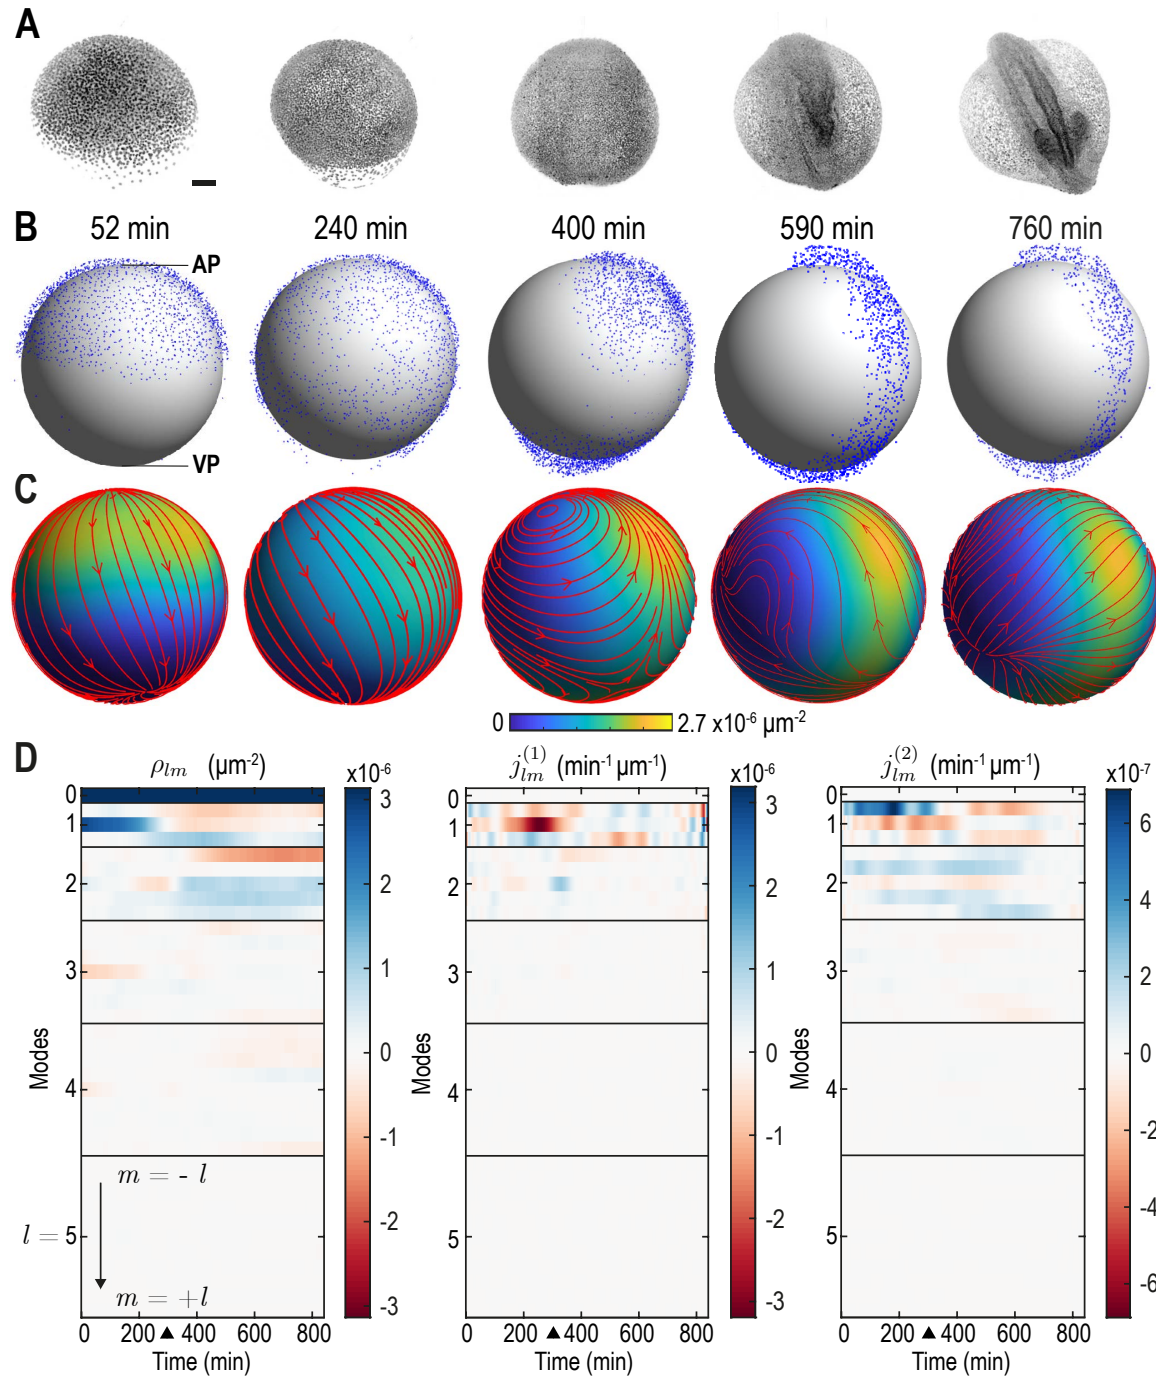 A
B 52 min 240 min 400 min 590 min 760 min
AP
VP
C
0 2.7 x10-6 µm-2
D ρlm (µm-2) x10-6 j(1)lm (min-1 µm-1) x10-6 j(2)lm (min-1 µm-1) x10-7
0 3 0 3 0 6
1 2 1 2 1 4
2 1 2 1 2 2
3 0 3 0 3 0
Modes 4 -1 Modes 4 -1 Modes 4 -2
m = - l
l = 5 -2 5 -2 5 -4
m = +l
-3 -3 -6
0 200 ▲ 400 600 800 0 200 ▲ 400 600 800 0 200 ▲ 400 600 800
Time (min) Time (min) Time (min)